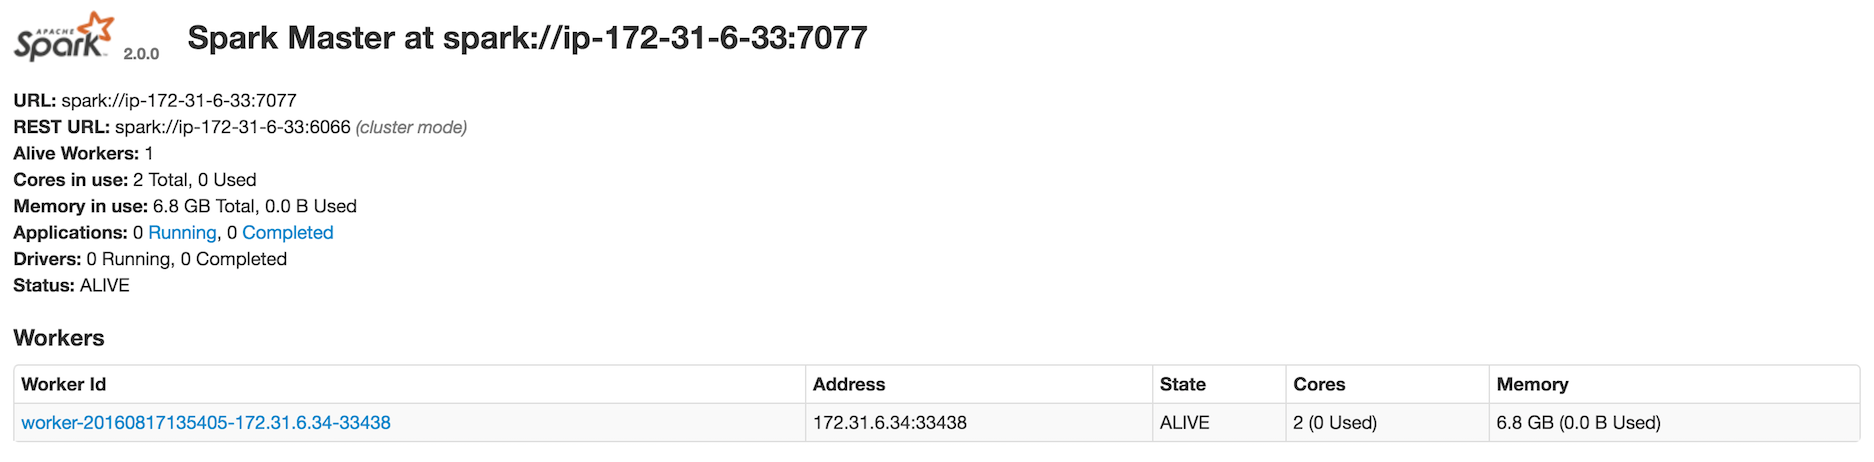 APACHE
Spark 2.0.0 Spark Master at spark://ip-172-31-6-33:7077
URL: spark://ip-172-31-6-33:7077
REST URL: spark://ip-172-31-6-33:6066 (cluster mode)
Alive Workers: 1
Cores in use: 2 Total, 0 Used
Memory in use: 6.8 GB Total, 0.0 B Used
Applications: 0 Running, 0 Completed
Drivers: 0 Running, 0 Completed
Status: ALIVE
Workers
Worker Id Address State Cores Memory
worker-20160817135405-172.31.6.34-33438 172.31.6.34:33438 ALIVE 2 (0 Used) 6.8 GB (0.0 B Used)